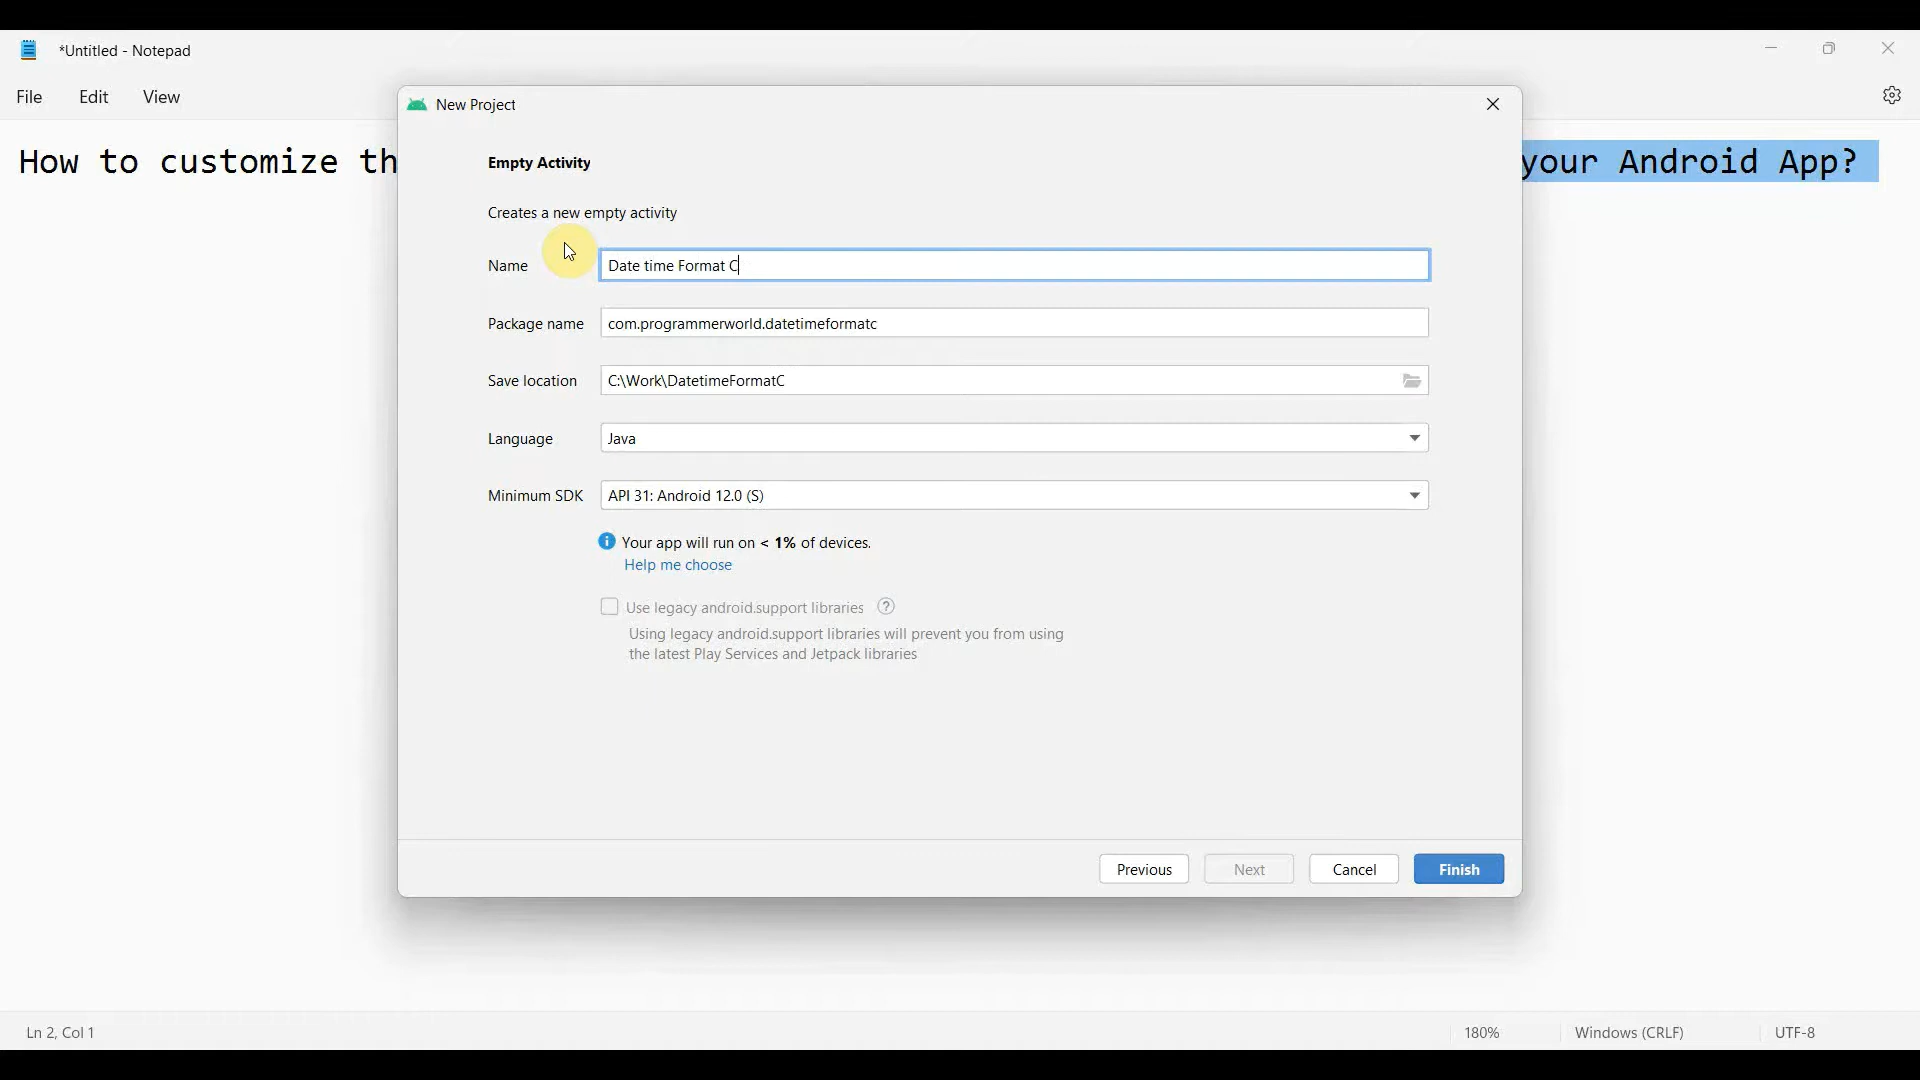 *Untitled - Notepad
File Edit View
How to customize th
your Android App?
New Project
Empty Activity
Creates a new empty activity
Name Date time Format C
Package name com.programmerworld.datetimeformatc
Save location C:\Work\DatetimeFormatC
Language Java
Minimum SDK API 31: Android 12.0 (S)
Your app will run on < 1% of devices.
Help me choose
Use legacy android.support libraries ?
Using legacy android.support libraries will prevent you from using
the latest Play Services and Jetpack libraries
Previous Next Cancel Finish
Ln 2, Col 1 180% Windows (CRLF) UTF-8